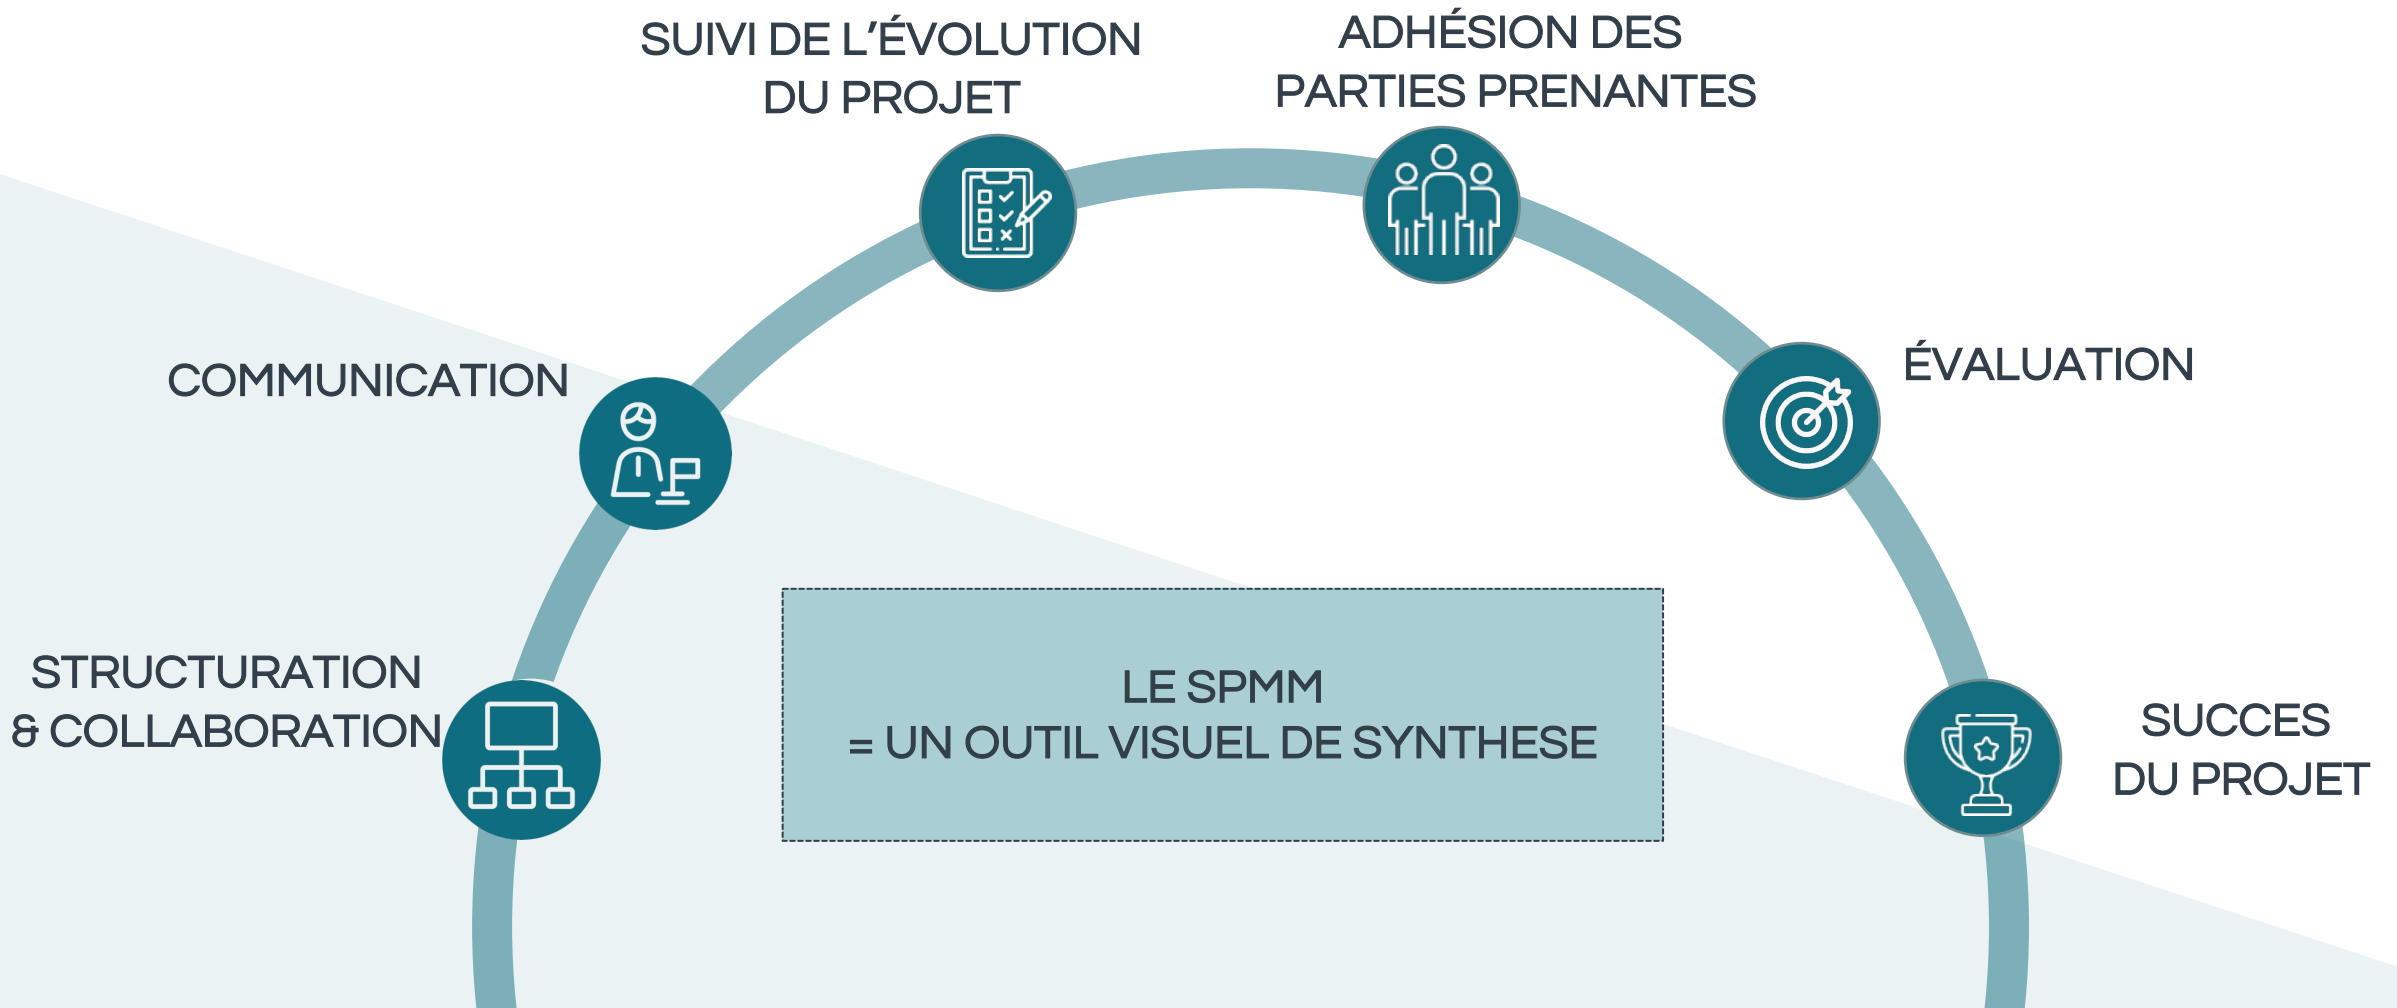 SUIVI DE L’ÉVOLUTION
DU PROJET
ADHÉSION DES
PARTIES PRENANTES
COMMUNICATION
ÉVALUATION
STRUCTURATION
& COLLABORATION
LE SPMM
= UN OUTIL VISUEL DE SYNTHESE
SUCCES
DU PROJET